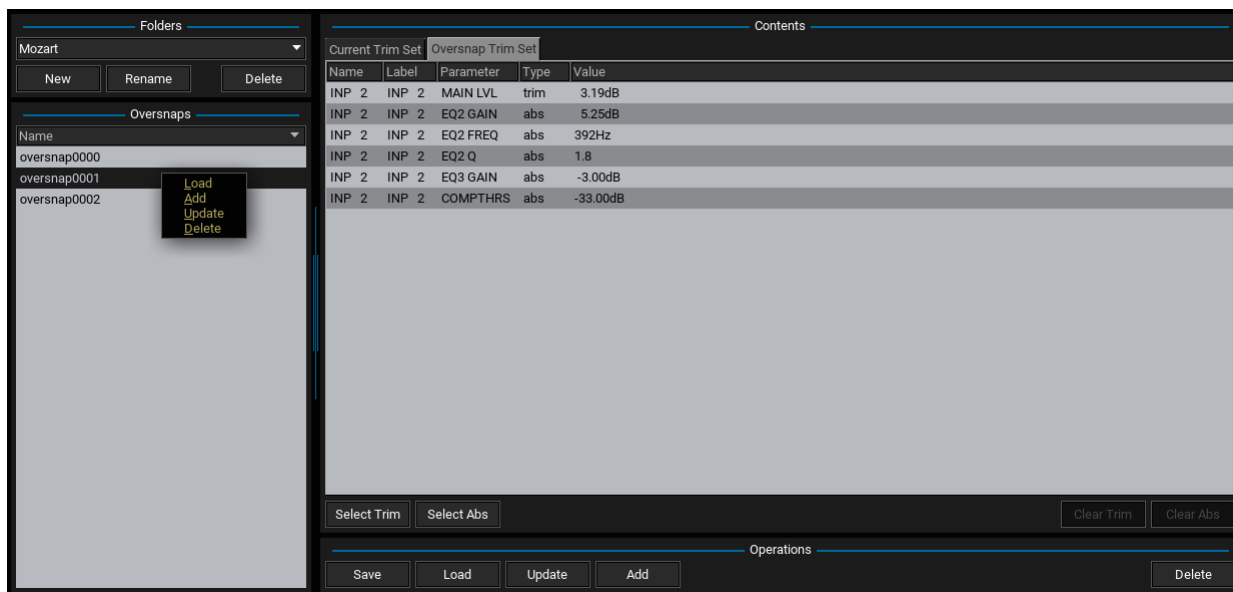 Folders
Mozart
New Rename Delete
Oversnaps
Name
oversnap0000
oversnap0001
oversnap0002
Load
Add
Update
Delete
Contents
Current Trim Set Oversnap Trim Set
Name Label Parameter Type Value
INP 2 INP 2 MAIN LVL trim 3.19dB
INP 2 INP 2 EQ2 GAIN abs 5.25dB
INP 2 INP 2 EQ2 FREQ abs 392Hz
INP 2 INP 2 EQ2 Q abs 1.8
INP 2 INP 2 EQ3 GAIN abs -3.00dB
INP 2 INP 2 COMPTHRS abs -33.00dB
Select Trim Select Abs Clear Trim Clear Abs
Operations
Save Load Update Add Delete